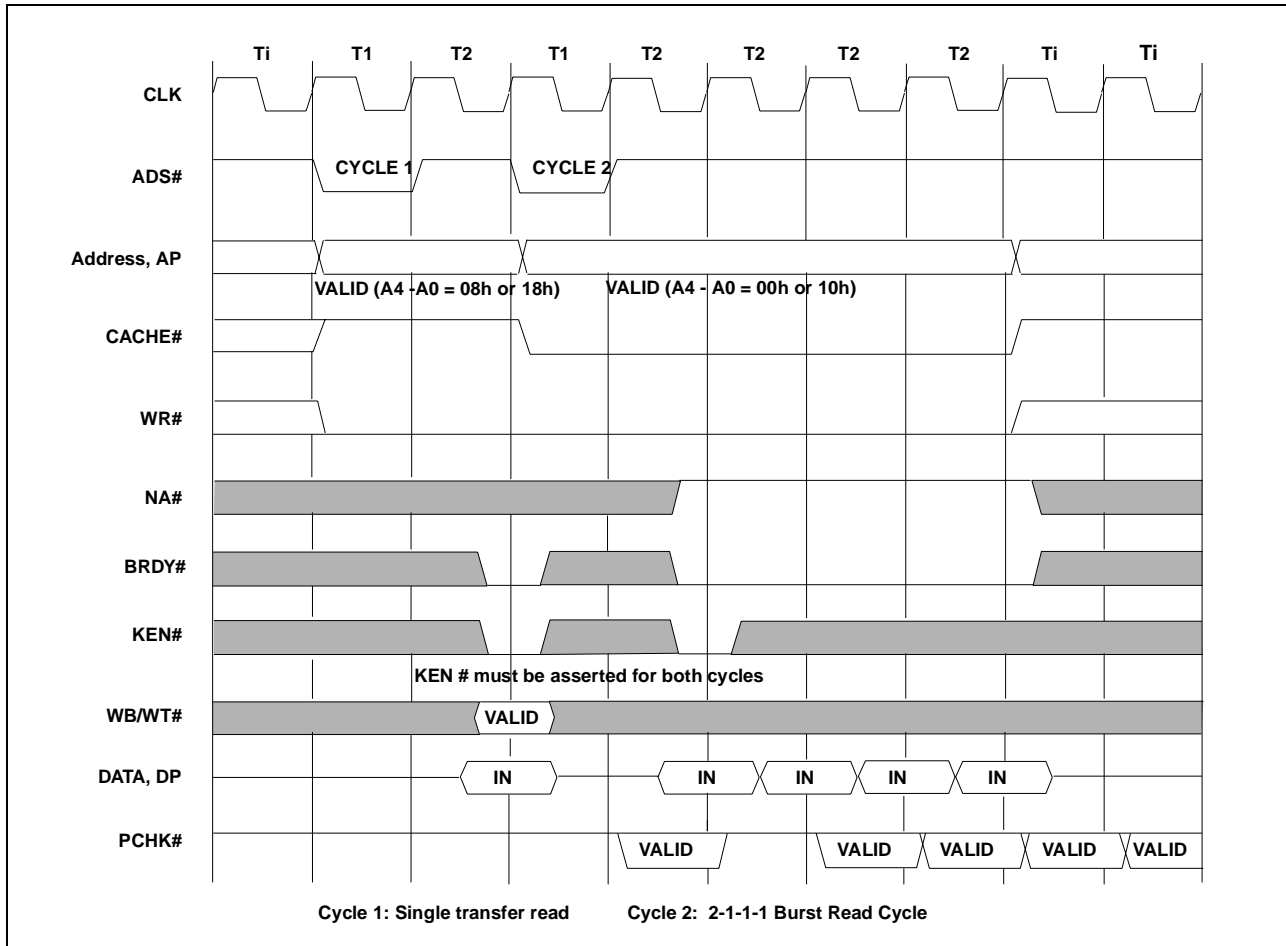 Ti T1 T2 T1 T2 T2 T2 T2 Ti Ti
CLK
ADS# CYCLE 1 CYCLE 2
Address, AP
VALID (A4 -A0 = 08h or 18h) VALID (A4 - A0 = 00h or 10h)
CACHE#
WR#
NA#
BRDY#
KEN#
KEN # must be asserted for both cycles
WB/WT# VALID
DATA, DP IN IN IN IN IN
PCHK# VALID VALID VALID VALID VALID
Cycle 1: Single transfer read Cycle 2: 2-1-1-1 Burst Read Cycle